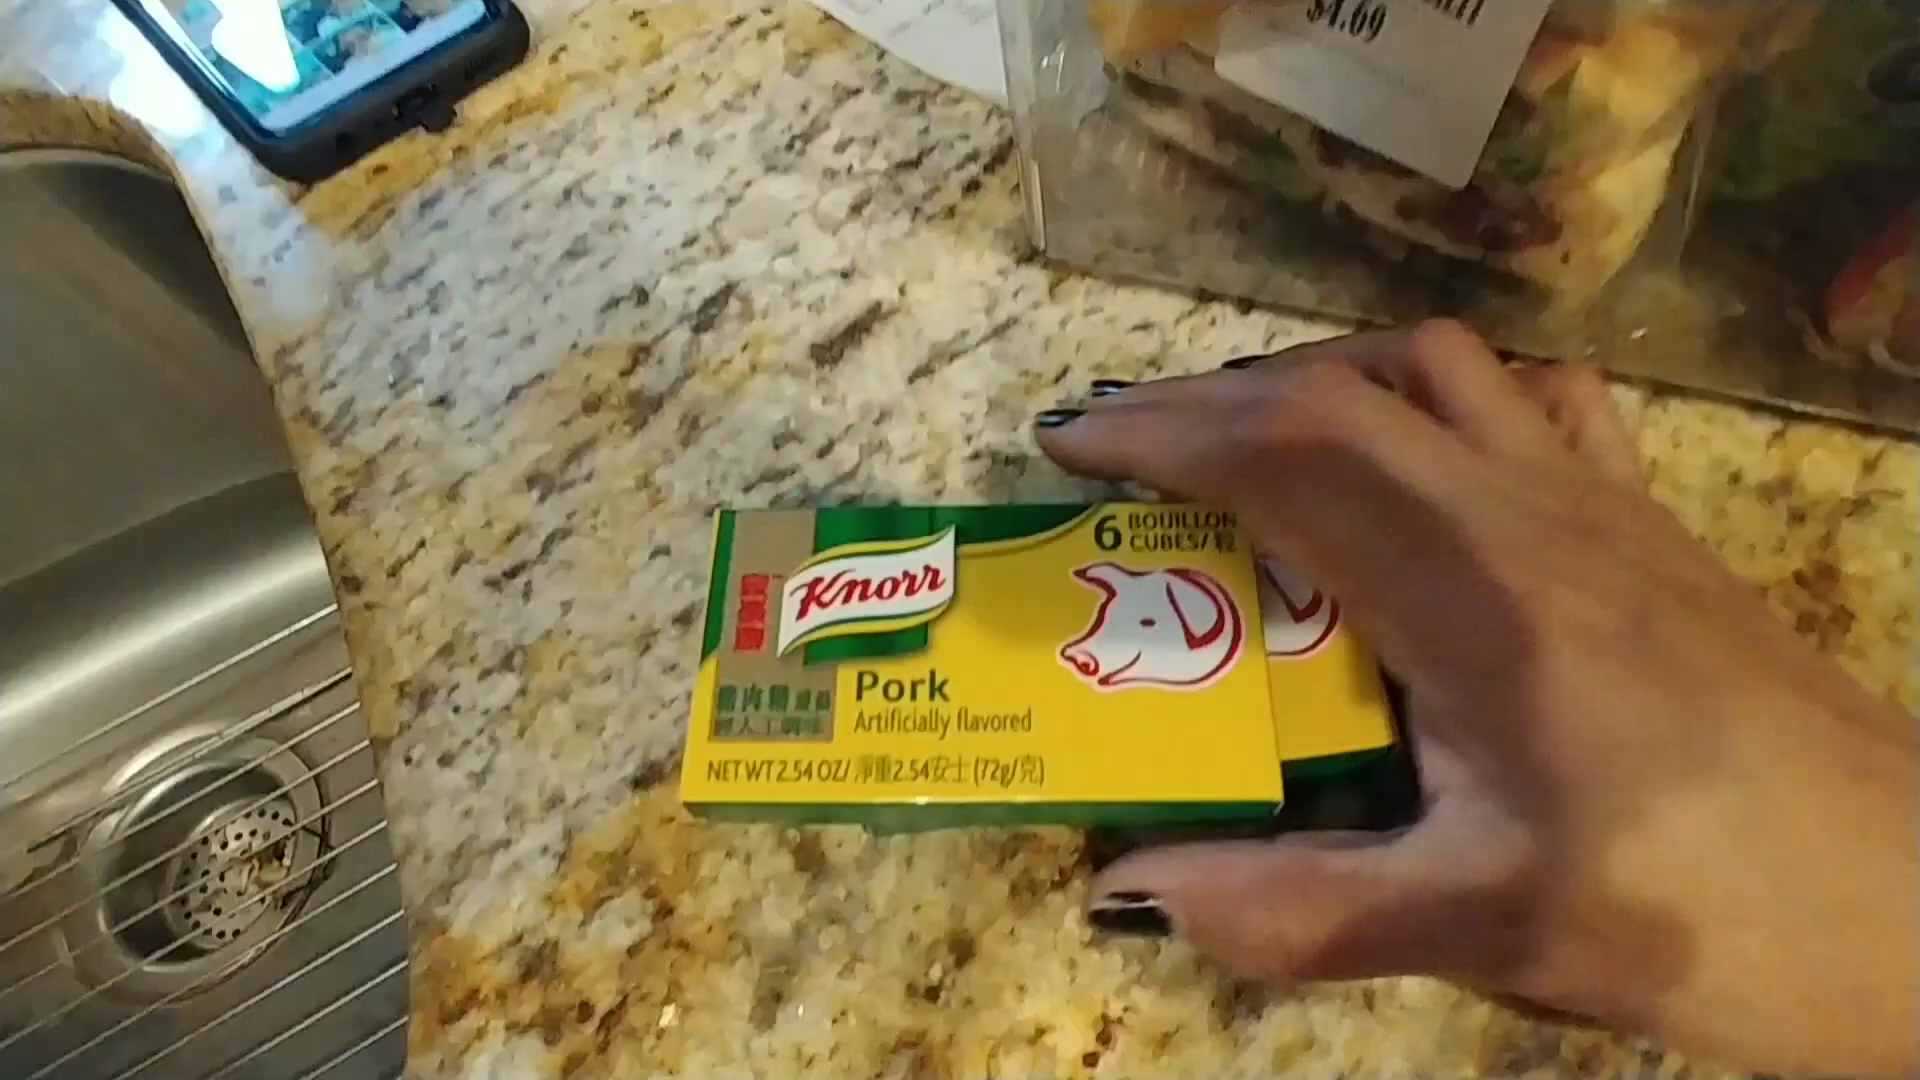 $1.69
6 BOUILLON
CUBES/粒
Knorr
Pork
Artificially flavored
NET WT 2.54 OZ/淨重2.54安士(72g/克)